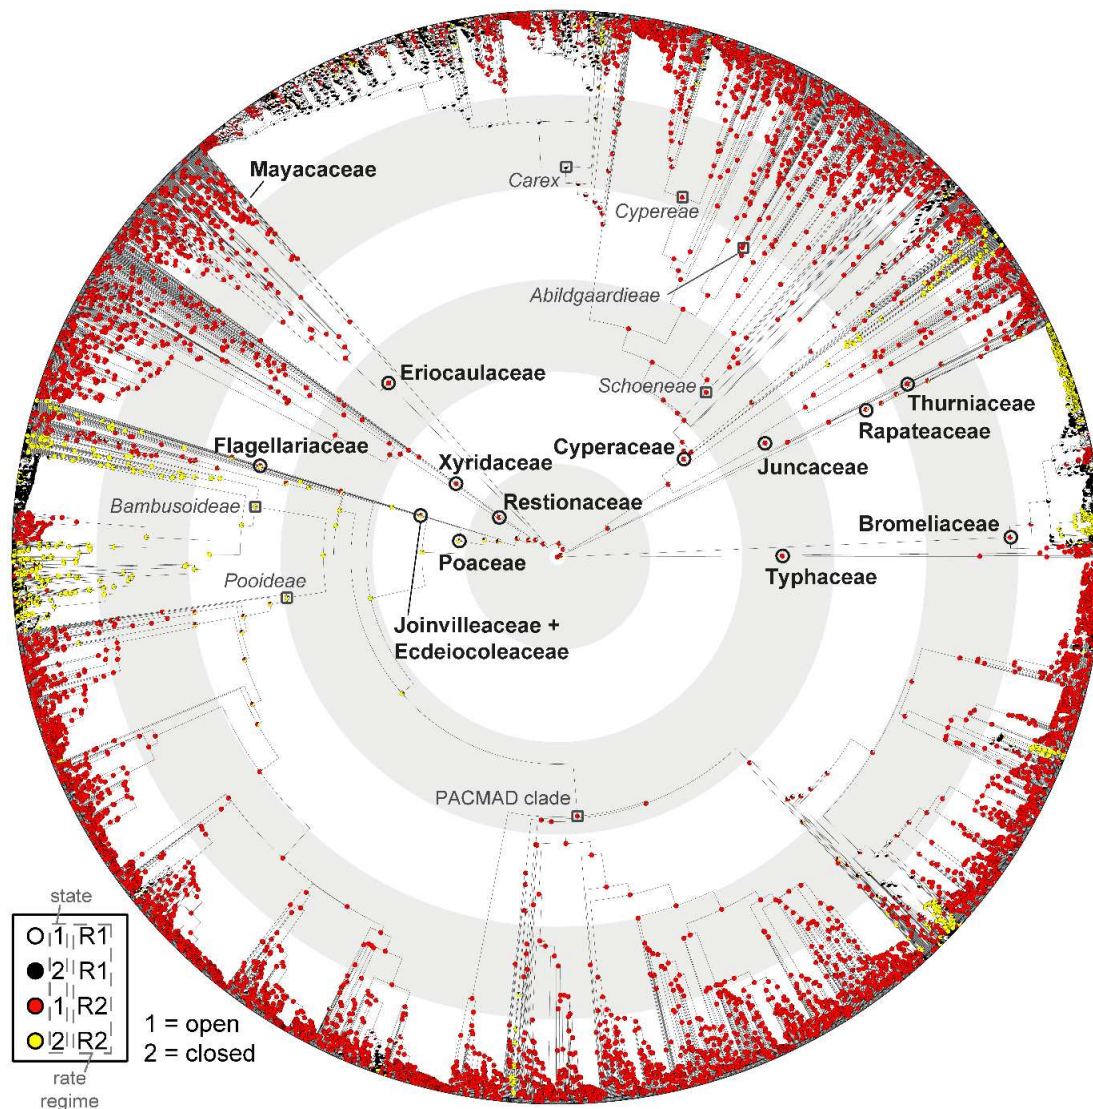 Mayacaceae
Carex
Cypereae
Abildgaardieae
Eriocaulaceae
Schoeneae
Thurniaceae
Rapateaceae
Flagellariaceae
Xyridaceae
Cyperaceae
Juncaceae
Bambusoideae
Restionaceae
Bromeliaceae
Poaceae
Typhaceae
Pooideae
Joinvilleaceae +
Ecdeiocoleaceae
PACMAD clade
state
1 R1
2 R1
1 R2
2 R2
1 = open
2 = closed
rate
regime